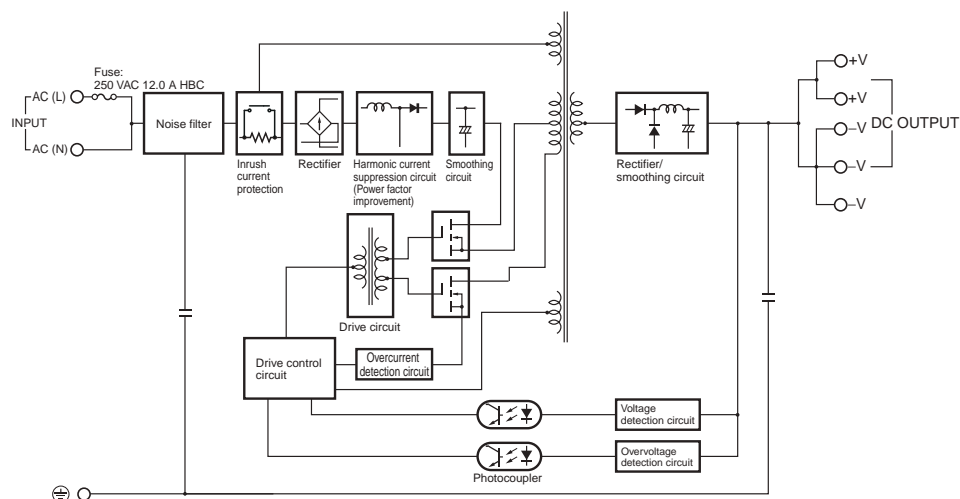 Fuse:
250 VAC 12.0 A HBC
AC (L)
INPUT
AC (N)
Noise filter
Inrush
current
protection
Rectifier
Harmonic current
suppression circuit
(Power factor
improvement)
Smoothing
circuit
Rectifier/
smoothing circuit
+V
+V
–V
–V
–V
DC OUTPUT
Drive circuit
Drive control
circuit
Overcurrent
detection circuit
Voltage
detection circuit
Overvoltage
detection circuit
Photocoupler